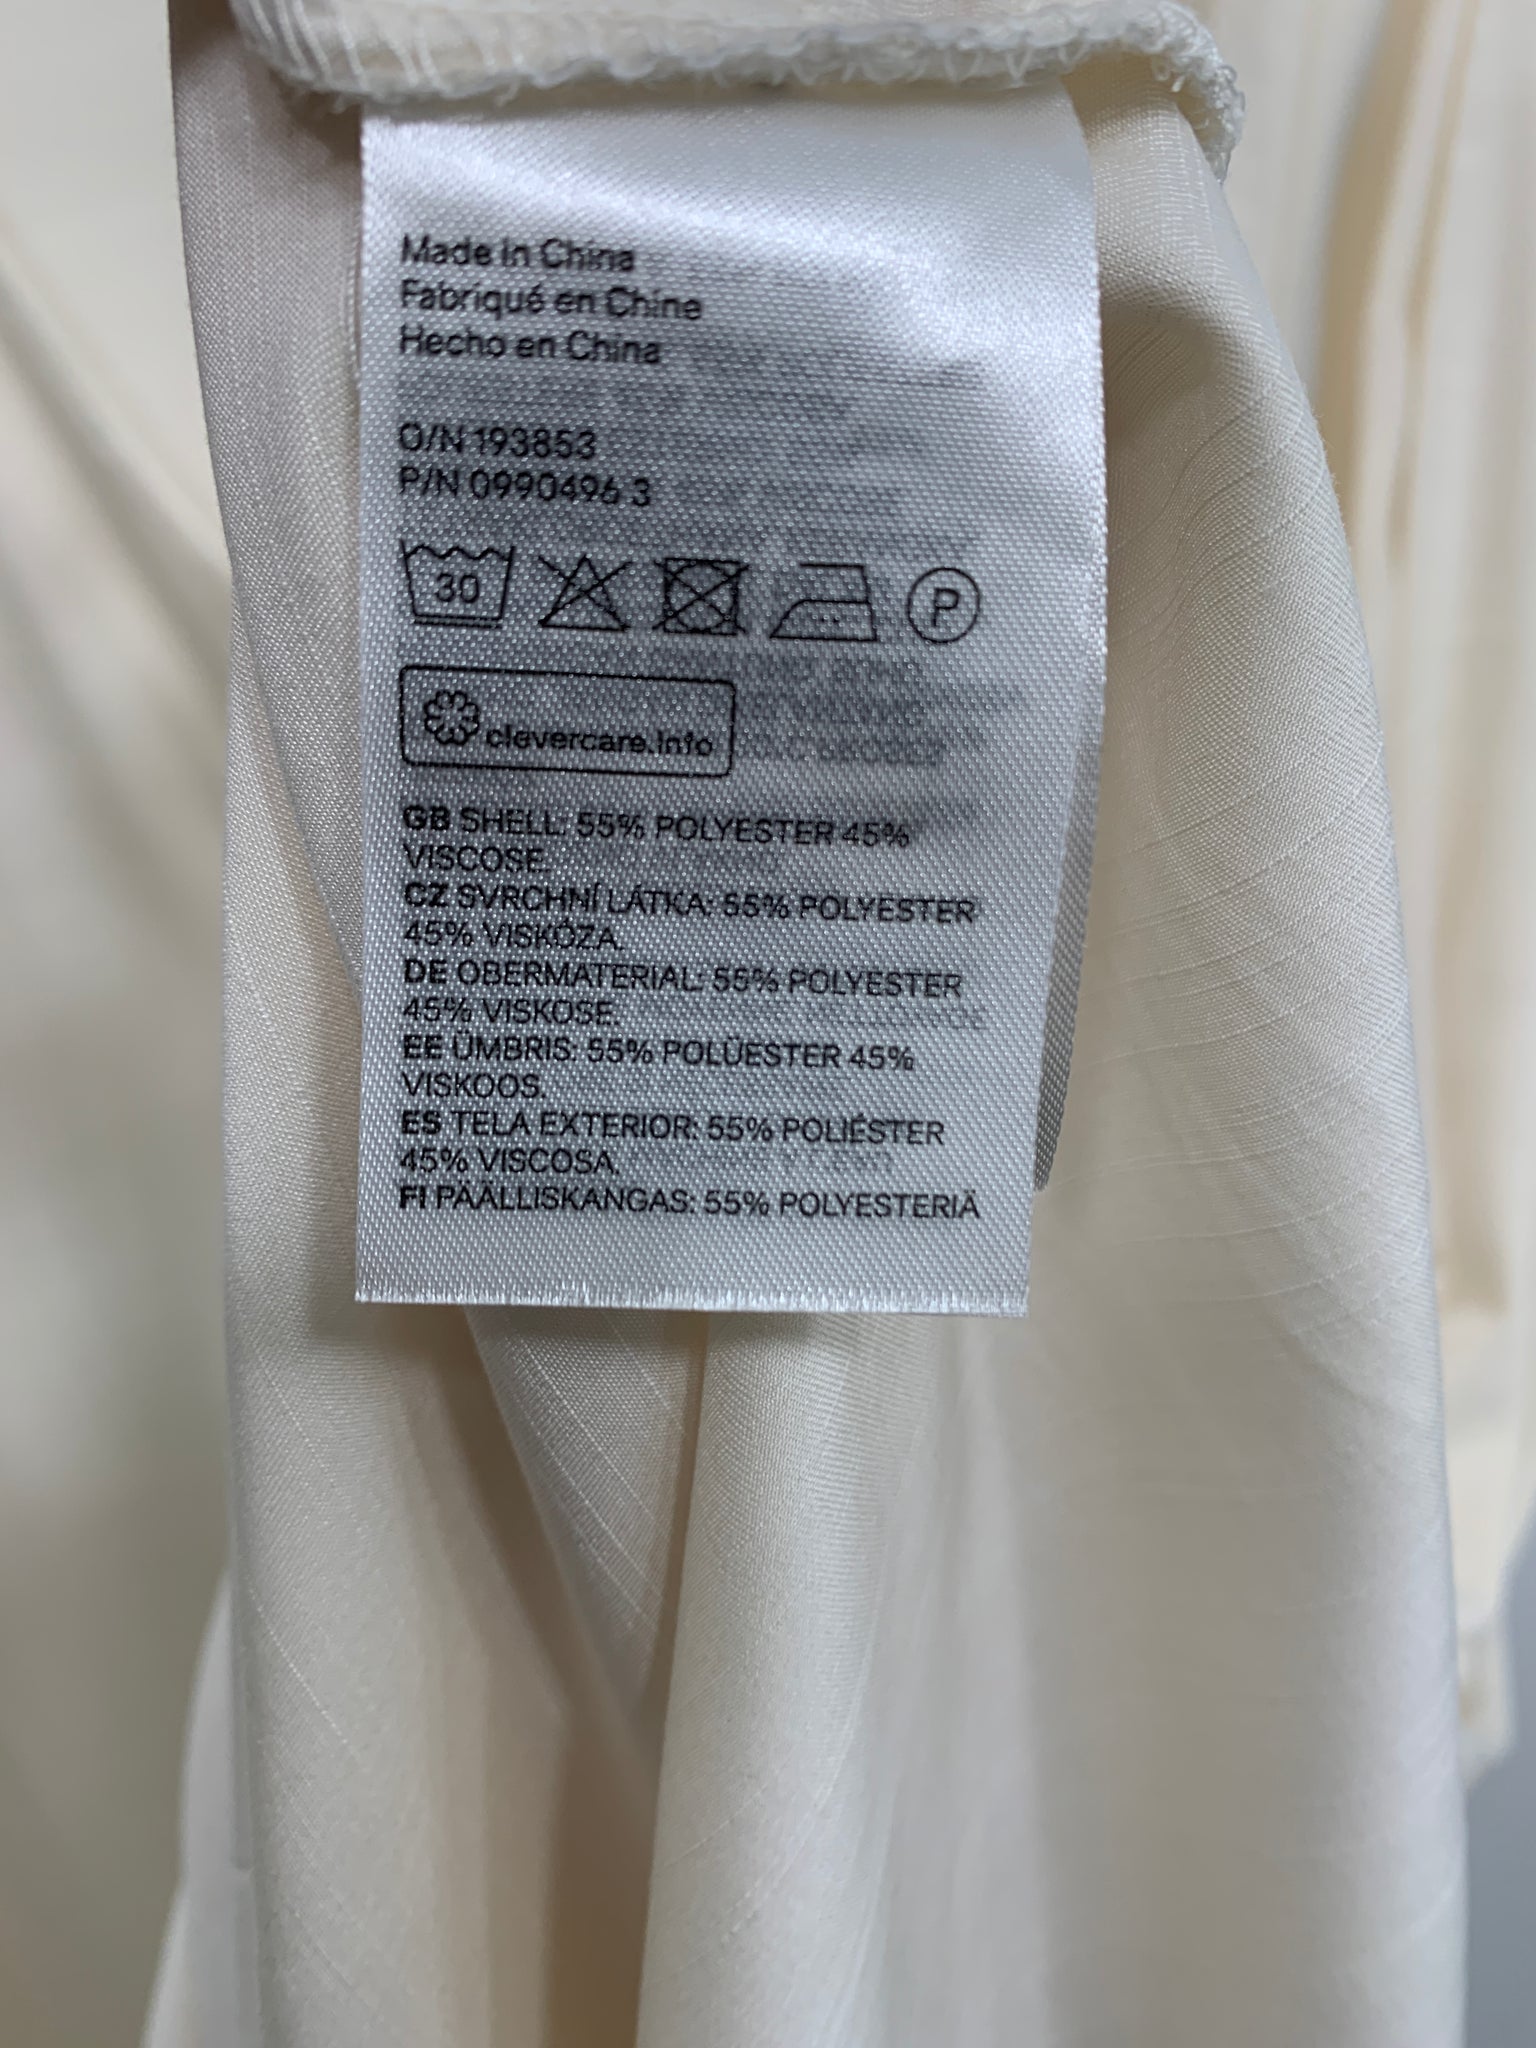 Made in China
Fabriqué en Chine
Hecho en China
O/N 193853
P/N 0990496 3
30
P
clevercare.info
GB SHELL: 55% POLYESTER 45%
VISCOSE.
CZ SVRCHNÍ LÁTKA: 55% POLYESTER
45% VISKÓZA.
DE OBERMATERIAL: 55% POLYESTER
45% VISKOSE.
EE ÜMBRIS: 55% POLÜESTER 45%
VISKOOS.
ES TELA EXTERIOR: 55% POLIÉSTER
45% VISCOSA.
FI PÄÄLLISKANGAS: 55% POLYESTERIÄ